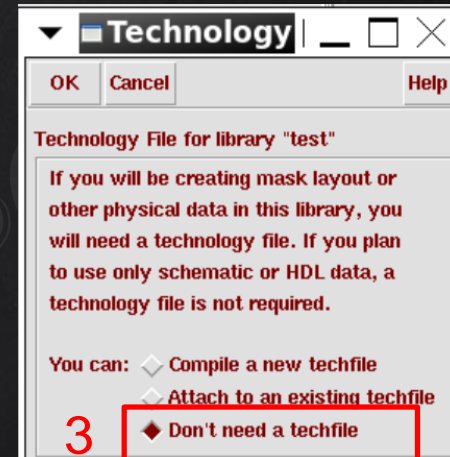 Technology
OK Cancel Help
Technology File for library "test"
If you will be creating mask layout or
other physical data in this library, you
will need a technology file. If you plan
to use only schematic or HDL data, a
technology file is not required.
You can: Compile a new techfile
Attach to an existing techfile
3 Don't need a techfile